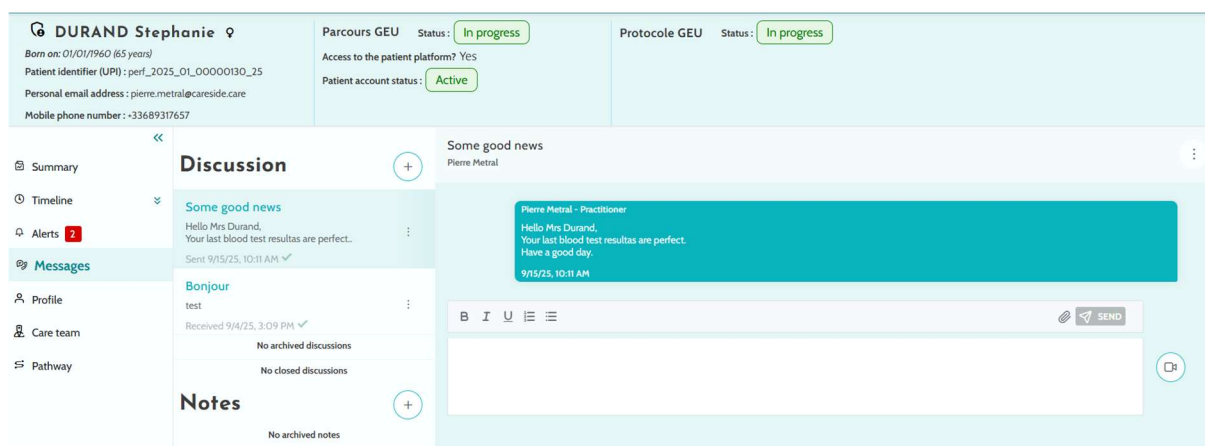 DURAND Stephanie
Born on: 01/01/1960 (65 years)
Patient identifier (UPI) : perf_2025_01_00000130_25
Personal email address : pierre.metral@careside.care
Mobile phone number : +33689317657
Parcours GEU Status : In progress
Access to the patient platform? Yes
Patient account status : Active
Protocole GEU Status : In progress
Summary
Timeline
Alerts 2
Messages
Profile
Care team
Pathway
Discussion
Some good news
Hello Mrs Durand,
Your last blood test resultas are perfect..
Sent 9/15/25, 10:11 AM
Bonjour
test
Received 9/4/25, 3:09 PM
No archived discussions
No closed discussions
Notes
No archived notes
Some good news
Pierre Metral
Pierre Metral - Practitioner
Hello Mrs Durand,
Your last blood test resultas are perfect.
Have a good day.
9/15/25, 10:11 AM
B I U
SEND